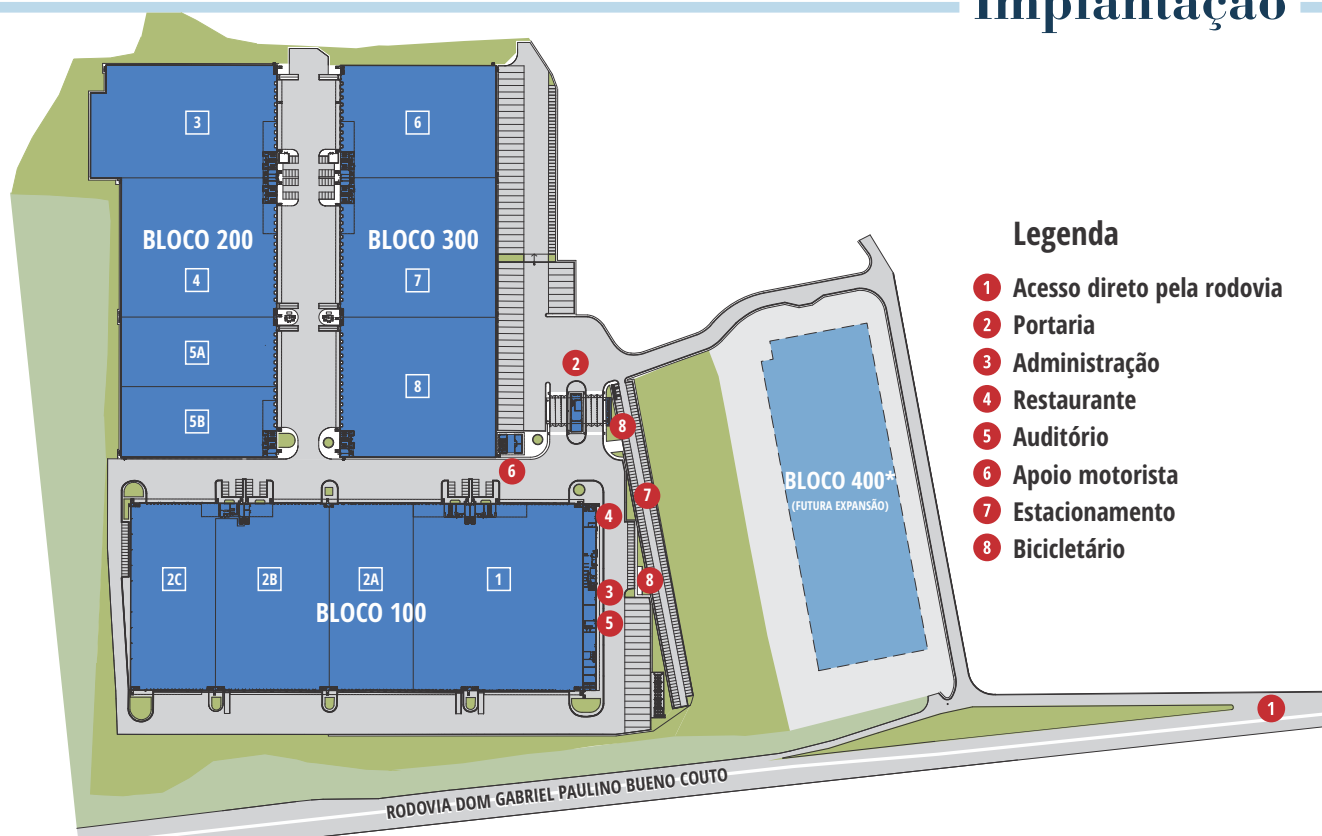 Implantação
3
6
BLOCO 200
BLOCO 300
4
7
5A
8
5B
2
8
6
7
4
BLOCO 400*
(FUTURA EXPANSÃO)
2C
2B
2A
1
BLOCO 100
8
3
5
1
RODOVIA DOM GABRIEL PAULINO BUENO COUTO
Legenda
1 Acesso direto pela rodovia
2 Portaria
3 Administração
4 Restaurante
5 Auditório
6 Apoio motorista
7 Estacionamento
8 Bicicletário